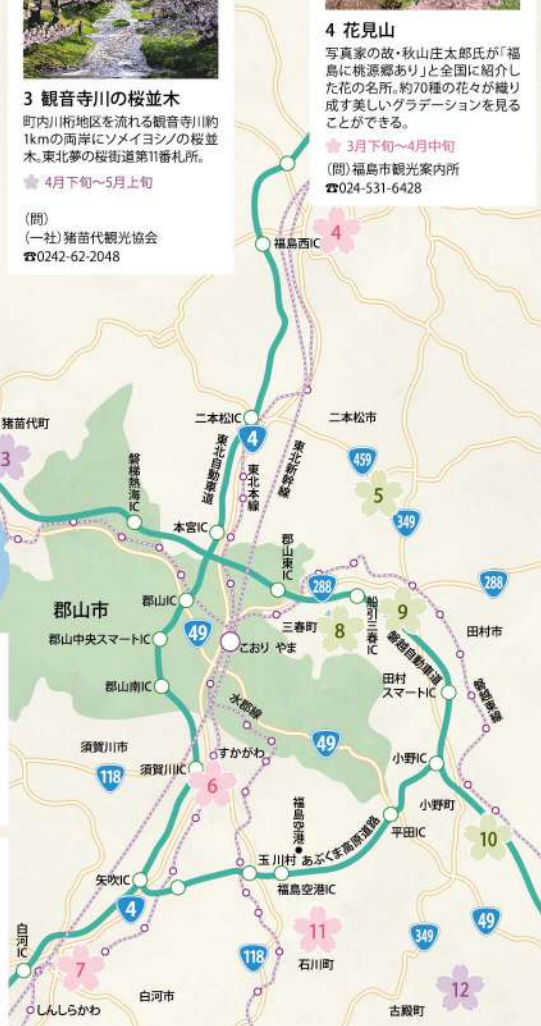 3 観音寺川の桜並木
町内川桁地区を流れる観音寺川約
1kmの両岸にソメイヨシノの桜並
木。東北夢の桜街道第11番札所。
4月下旬〜5月上旬
(問)
(一社)猪苗代観光協会
☎0242-62-2048
4 花見山
写真家の故・秋山庄太郎氏が「福
島に桃源郷あり」と全国に紹介し
た花の名所。約70種の花々が織り
成す美しいグラデーションを見る
ことができる。
3月下旬〜4月中旬
(問)福島市観光案内所
☎024-531-6428
4
福島西IC
猪苗代町
3
二本松IC
二本松市
4
東北自動車道
東北本線
東北新幹線
459
5
349
磐梯熱海IC
本宮IC
郡山東IC
288
288
船引三春IC
9
郡山市
郡山IC
49
三春町
8
田村市
郡山中央スマートIC
こおりやま
磐越自動車道
磐越東線
田村
スマートIC
郡山南IC
水郡線
須賀川市
すかがわ
49
118
須賀川IC
6
小野IC
小野町
福島空港
平田IC
10
玉川村
あぶくま高原道路
矢吹IC
福島空港IC
4
白河IC
11
349
49
7
118
石川町
白河市
12
しんしらかわ
古殿町